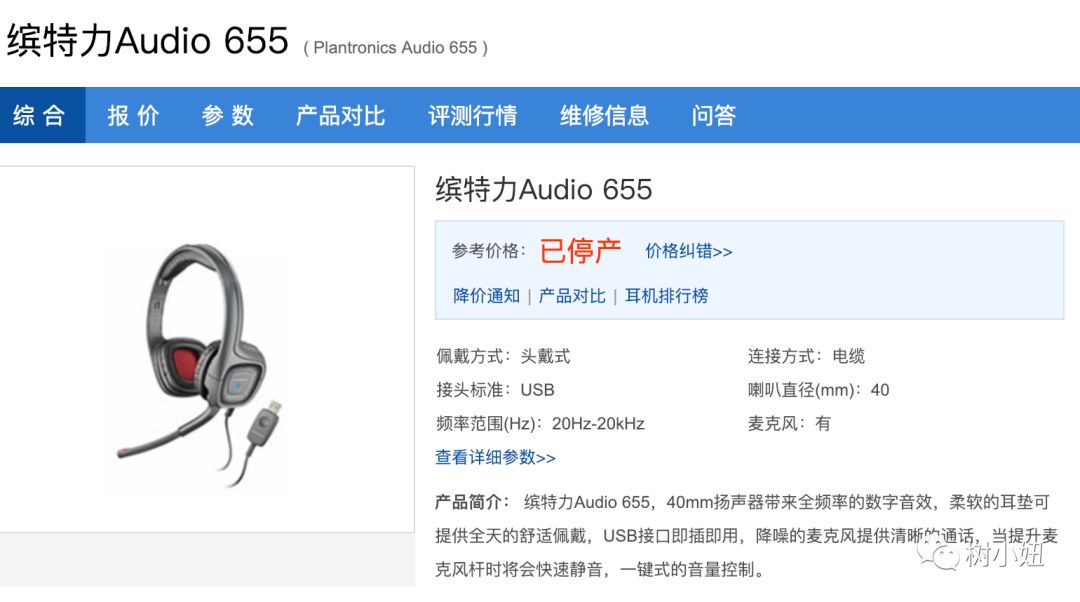 缤特力Audio 655 ( Plantronics Audio 655 )
综 合 报 价 参 数 产品对比 评测行情 维修信息 问答
缤特力Audio 655
参考价格： 已停产 价格纠错>>
降价通知 | 产品对比 | 耳机排行榜
佩戴方式：头戴式 连接方式：电缆
接头标准：USB 喇叭直径(mm)：40
频率范围(Hz)：20Hz-20kHz 麦克风：有
查看详细参数>>
产品简介： 缤特力Audio 655，40mm扬声器带来全频率的数字音效，柔软的耳垫可
提供全天的舒适佩戴，USB接口即插即用，降噪的麦克风提供清晰的通话，当提升麦
克风杆时将会快速静音，一键式的音量控制。
树小妞